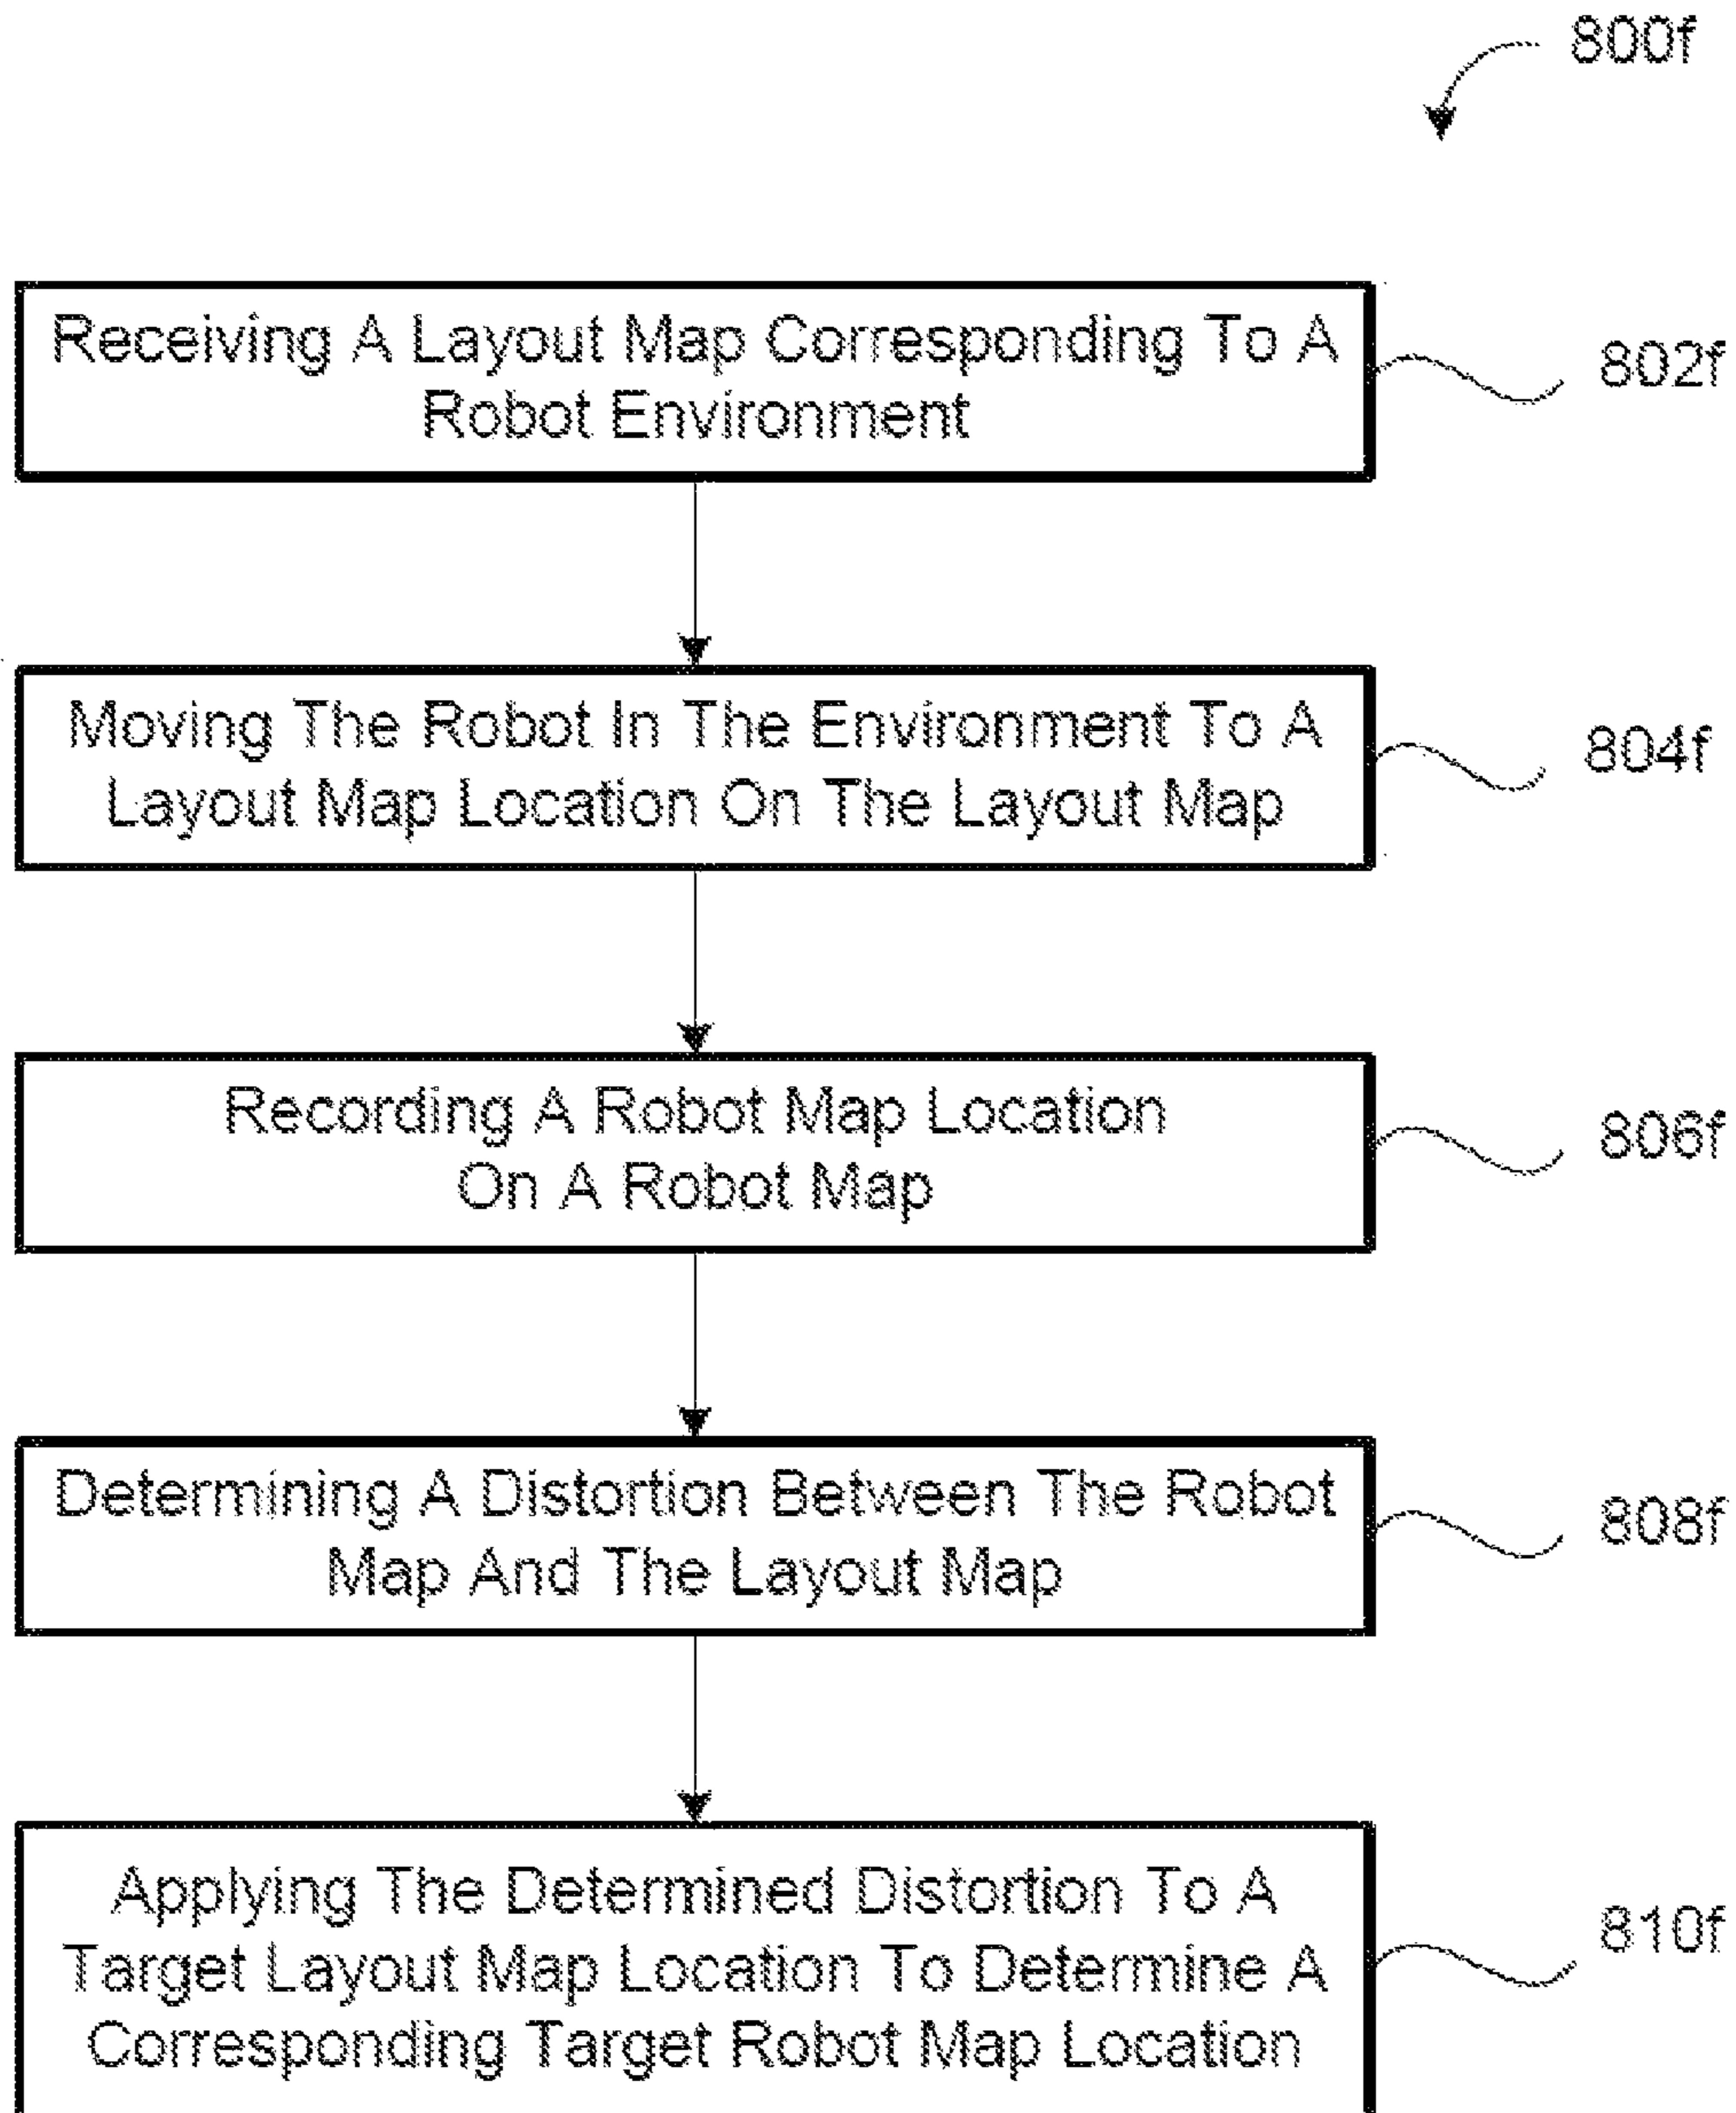 800f
Receiving A Layout Map Corresponding To A
Robot Environment
802f
Moving The Robot In The Environment To A
Layout Map Location On The Layout Map
804f
Recording A Robot Map Location
On A Robot Map
806f
Determining A Distortion Between The Robot
Map And The Layout Map
808f
Applying The Determined Distortion To A
Target Layout Map Location To Determine A
Corresponding Target Robot Map Location
810f